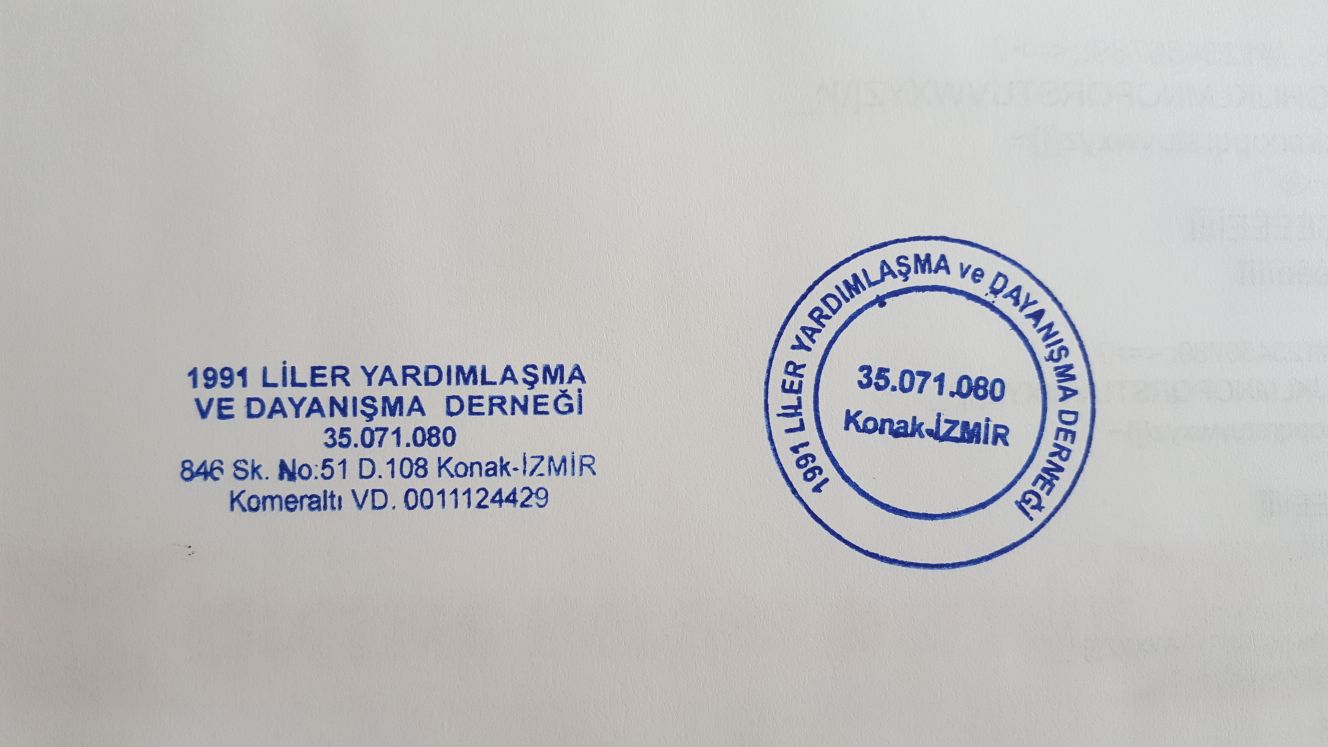 1991 LİLER YARDIMLAŞMA
VE DAYANIŞMA DERNEĞİ
35.071.080
846 Sk. No:51 D.108 Konak-İZMİR
Komeraltı VD. 0011124429
1991 LİLER YARDIMLAŞMA ve DAYANIŞMA DERNEĞİ
35.071.080
Konak-İZMİR